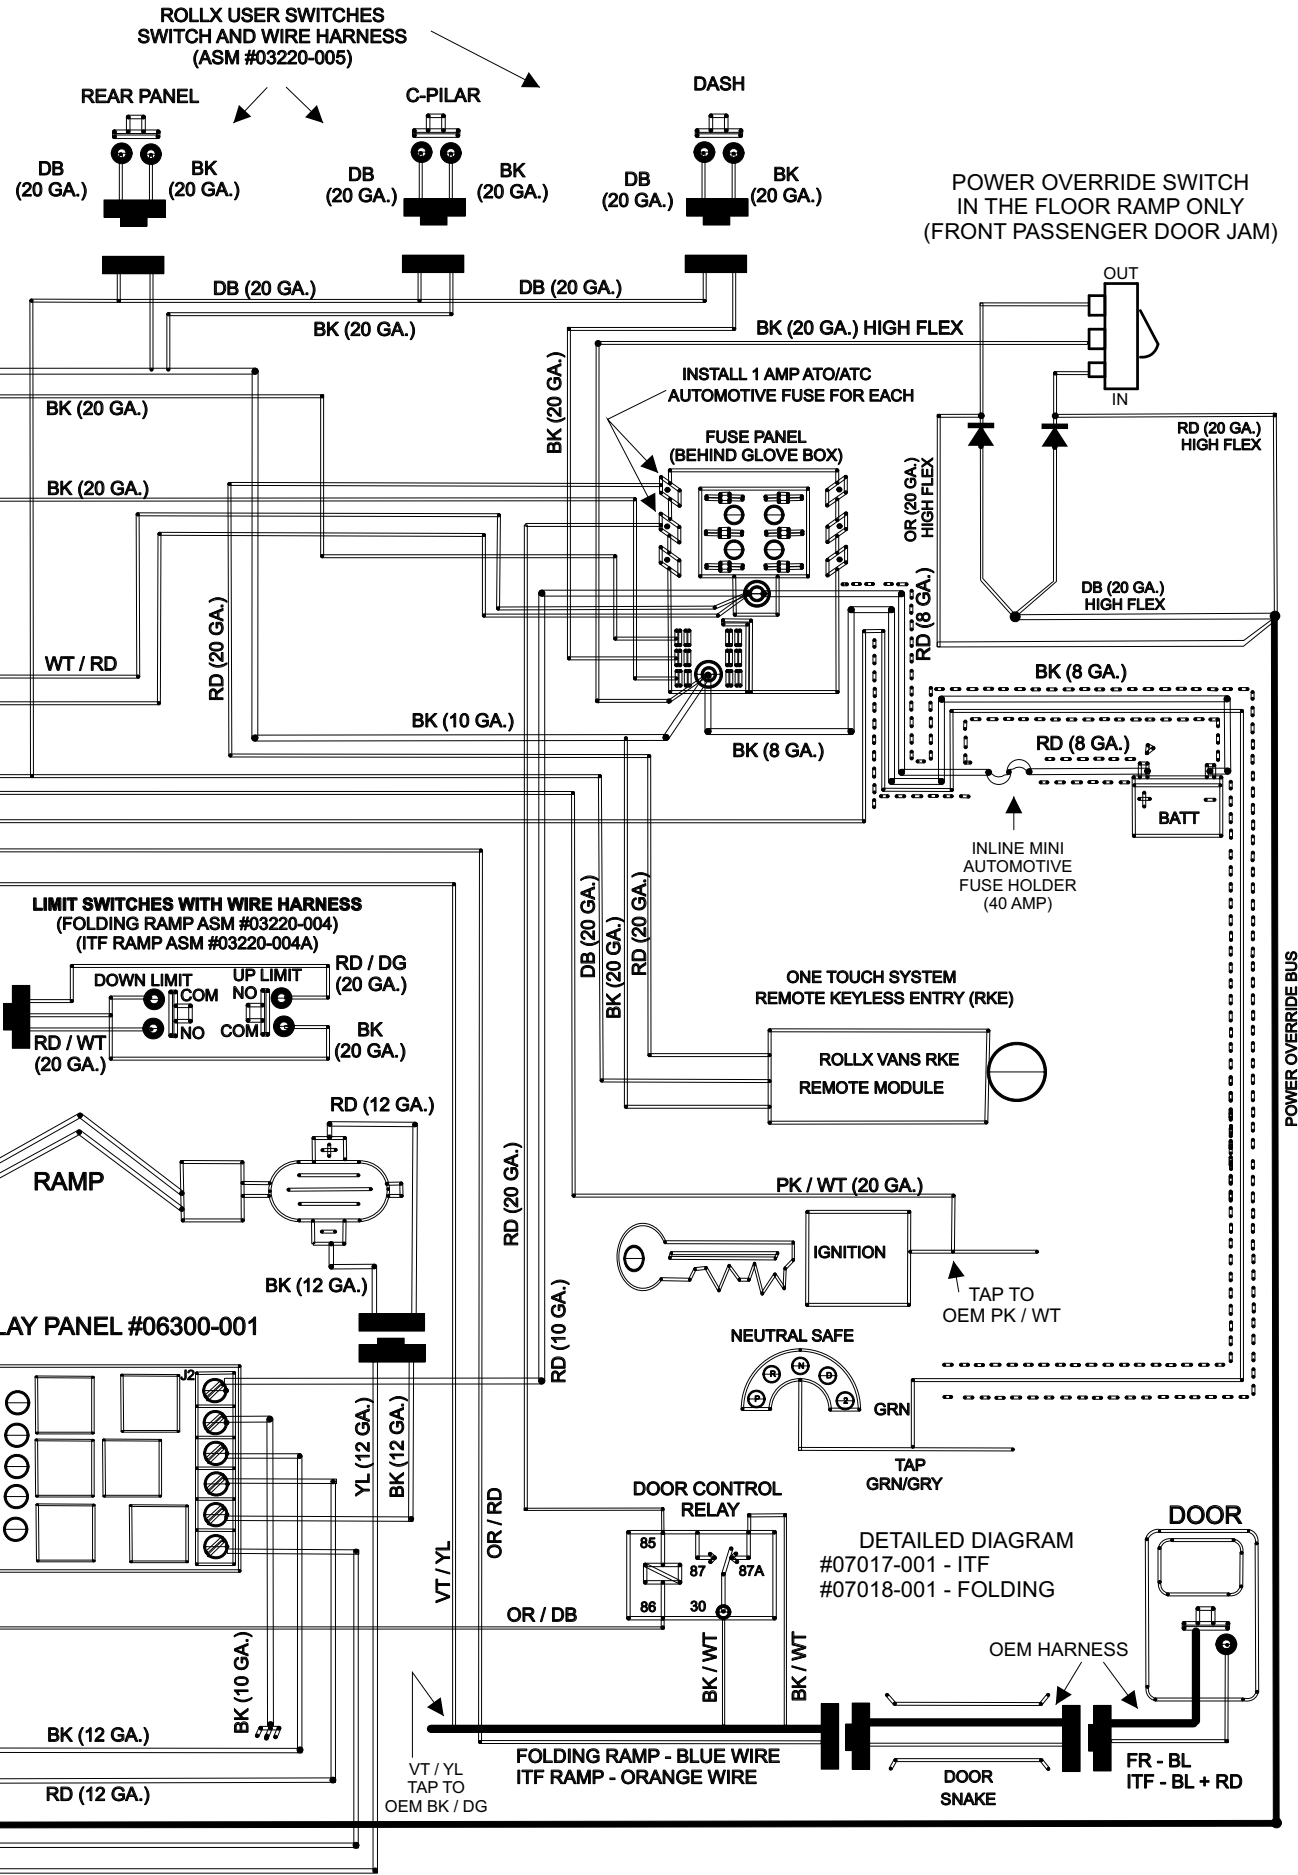 ROLLX USER SWITCHES
SWITCH AND WIRE HARNESS
(ASM #03220-005)
REAR PANEL
C-PILAR
DASH
DB
(20 GA.)
BK
(20 GA.)
DB
(20 GA.)
BK
(20 GA.)
DB
(20 GA.)
BK
(20 GA.)
POWER OVERRIDE SWITCH
IN THE FLOOR RAMP ONLY
(FRONT PASSENGER DOOR JAM)
OUT
IN
DB (20 GA.)
DB (20 GA.)
BK (20 GA.)
BK (20 GA.) HIGH FLEX
BK (20 GA.)
INSTALL 1 AMP ATO/ATC
AUTOMOTIVE FUSE FOR EACH
BK (20 GA.)
FUSE PANEL
(BEHIND GLOVE BOX)
RD (20 GA.)
HIGH FLEX
OR (20 GA.)
HIGH FLEX
BK (20 GA.)
DB (20 GA.)
HIGH FLEX
RD (8 GA.)
RD (20 GA.)
WT / RD
BK (8 GA.)
BK (10 GA.)
BK (8 GA.)
RD (8 GA.)
+
-
BATT
INLINE MINI
AUTOMOTIVE
FUSE HOLDER
(40 AMP)
LIMIT SWITCHES WITH WIRE HARNESS
(FOLDING RAMP ASM #03220-004)
(ITF RAMP ASM #03220-004A)
DOWN LIMIT
COM
NO
UP LIMIT
NO
COM
RD / DG
(20 GA.)
RD / WT
(20 GA.)
BK
(20 GA.)
DB (20 GA.)
BK (20 GA.)
RD (20 GA.)
ONE TOUCH SYSTEM
REMOTE KEYLESS ENTRY (RKE)
ROLLX VANS RKE
REMOTE MODULE
POWER OVERRIDE BUS
RD (12 GA.)
RAMP
+
-
BK (12 GA.)
RD (20 GA.)
RD (10 GA.)
PK / WT (20 GA.)
IGNITION
TAP TO
OEM PK / WT
LAY PANEL #06300-001
J2
NEUTRAL SAFE
P
R
N
D
2
GRN
TAP
GRN/GRY
YL (12 GA.)
BK (12 GA.)
VT / YL
OR / RD
DOOR CONTROL
RELAY
85
87
87A
86
30
DETAILED DIAGRAM
#07017-001 - ITF
#07018-001 - FOLDING
DOOR
OR / DB
BK / WT
BK / WT
OEM HARNESS
BK (10 GA.)
BK (12 GA.)
RD (12 GA.)
VT / YL
TAP TO
OEM BK / DG
FOLDING RAMP - BLUE WIRE
ITF RAMP - ORANGE WIRE
DOOR
SNAKE
FR - BL
ITF - BL + RD